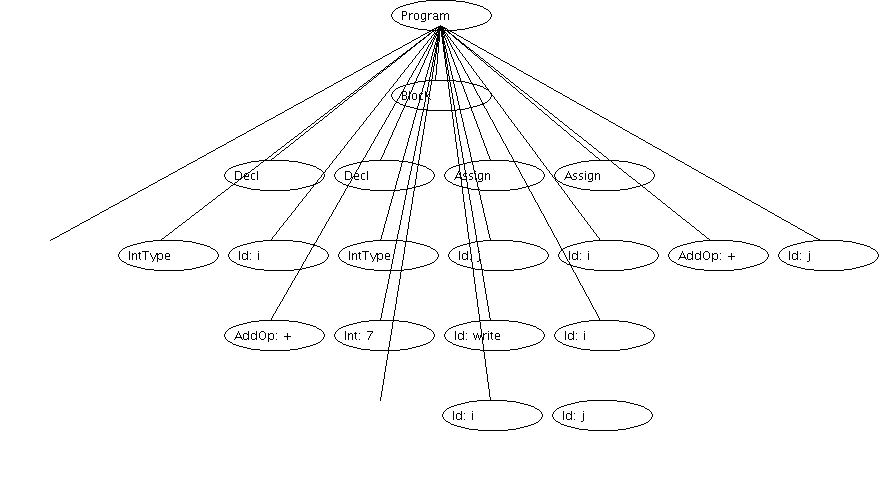 Program
Block
Decl Decl Assign Assign
IntType Id: i IntType Id: j Id: i AddOp: + Id: j
AddOp: + Int: 7 Id: write Id: i
Id: i Id: j